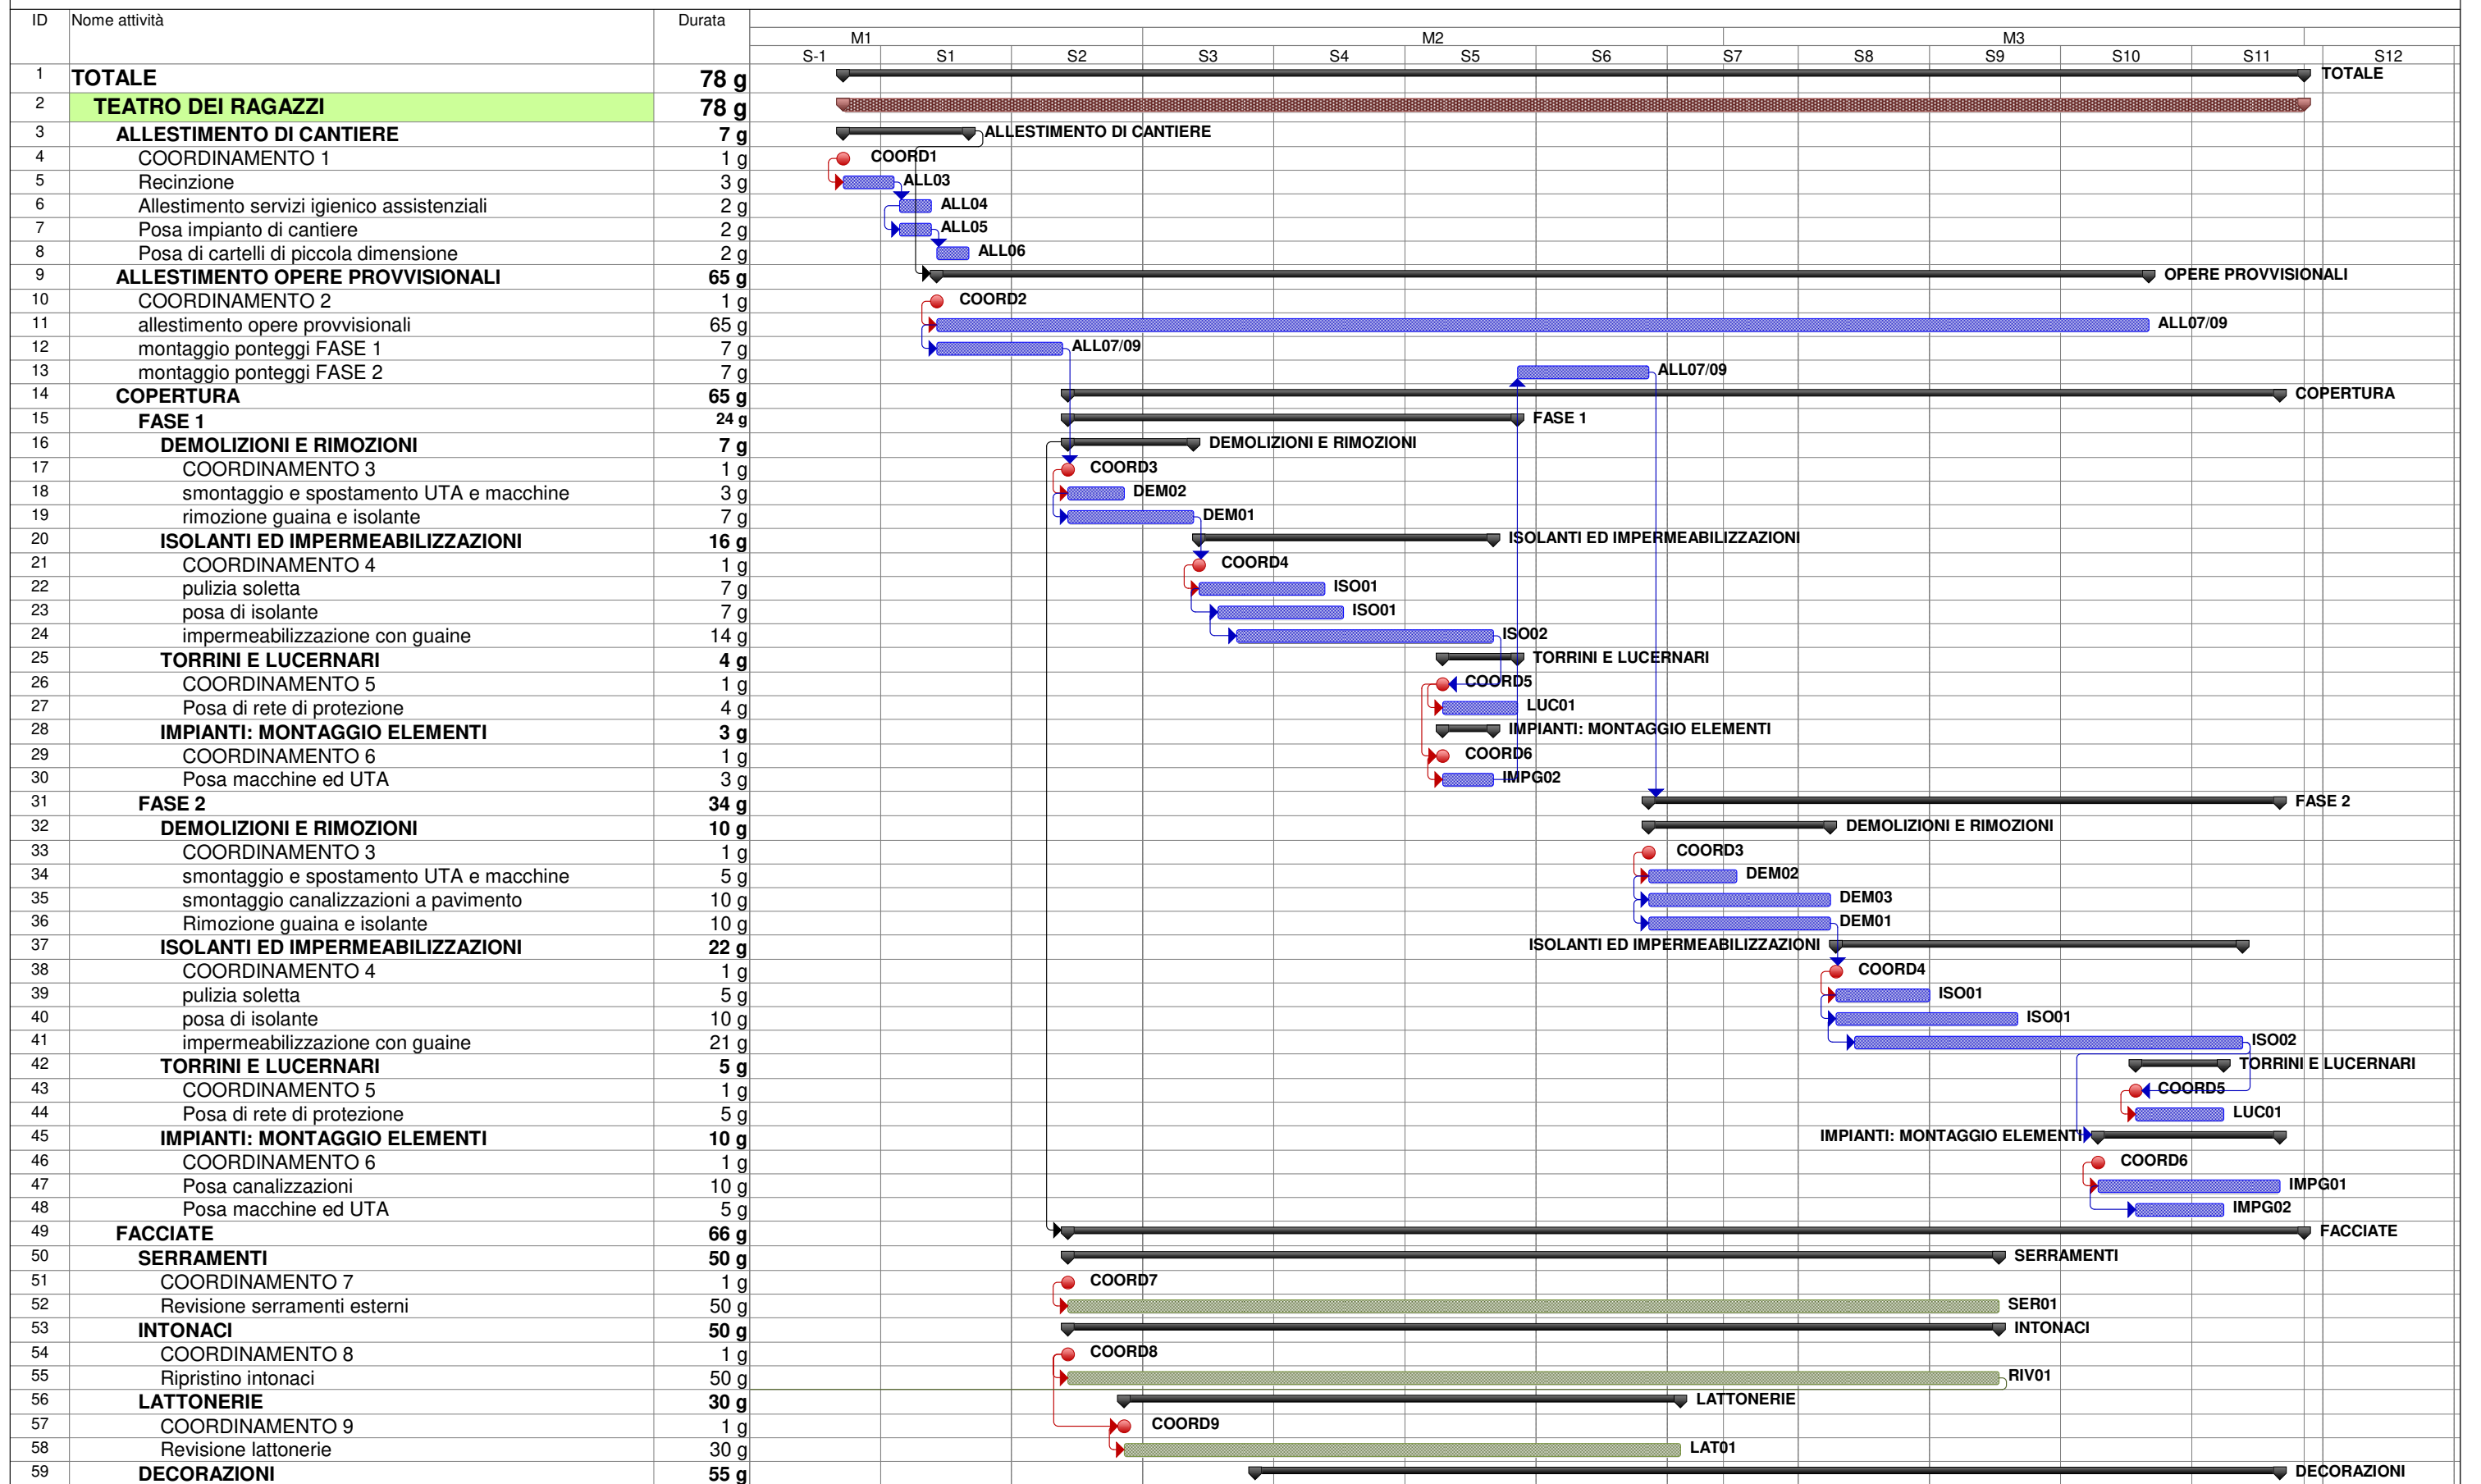 ID Nome attività Durata
M1 M2 M3
S-1 S1 S2 S3 S4 S5 S6 S7 S8 S9 S10 S11 S12
1 TOTALE 78 g TOTALE
2 TEATRO DEI RAGAZZI 78 g
3 ALLESTIMENTO DI CANTIERE 7 g ALLESTIMENTO DI CANTIERE
4 COORDINAMENTO 1 1 g COORD1
5 Recinzione 3 g ALL03
6 Allestimento servizi igienico assistenziali 2 g ALL04
7 Posa impianto di cantiere 2 g ALL05
8 Posa di cartelli di piccola dimensione 2 g ALL06
9 ALLESTIMENTO OPERE PROVVISIONALI 65 g OPERE PROVVISIONALI
10 COORDINAMENTO 2 1 g COORD2
11 allestimento opere provvisionali 65 g ALL07/09
12 montaggio ponteggi FASE 1 7 g ALL07/09
13 montaggio ponteggi FASE 2 7 g ALL07/09
14 COPERTURA 65 g COPERTURA
15 FASE 1 24 g FASE 1
16 DEMOLIZIONI E RIMOZIONI 7 g DEMOLIZIONI E RIMOZIONI
17 COORDINAMENTO 3 1 g COORD3
18 smontaggio e spostamento UTA e macchine 3 g DEM02
19 rimozione guaina e isolante 7 g DEM01
20 ISOLANTI ED IMPERMEABILIZZAZIONI 16 g ISOLANTI ED IMPERMEABILIZZAZIONI
21 COORDINAMENTO 4 1 g COORD4
22 pulizia soletta 7 g ISO01
23 posa di isolante 7 g ISO01
24 impermeabilizzazione con guaine 14 g ISO02
25 TORRINI E LUCERNARI 4 g TORRINI E LUCERNARI
26 COORDINAMENTO 5 1 g COORD5
27 Posa di rete di protezione 4 g LUC01
28 IMPIANTI: MONTAGGIO ELEMENTI 3 g IMPIANTI: MONTAGGIO ELEMENTI
29 COORDINAMENTO 6 1 g COORD6
30 Posa macchine ed UTA 3 g IMPG02
31 FASE 2 34 g FASE 2
32 DEMOLIZIONI E RIMOZIONI 10 g DEMOLIZIONI E RIMOZIONI
33 COORDINAMENTO 3 1 g COORD3
34 smontaggio e spostamento UTA e macchine 5 g DEM02
35 smontaggio canalizzazioni a pavimento 10 g DEM03
36 Rimozione guaina e isolante 10 g DEM01
37 ISOLANTI ED IMPERMEABILIZZAZIONI 22 g ISOLANTI ED IMPERMEABILIZZAZIONI
38 COORDINAMENTO 4 1 g COORD4
39 pulizia soletta 5 g ISO01
40 posa di isolante 10 g ISO01
41 impermeabilizzazione con guaine 21 g ISO02
42 TORRINI E LUCERNARI 5 g TORRINI E LUCERNARI
43 COORDINAMENTO 5 1 g COORD5
44 Posa di rete di protezione 5 g LUC01
45 IMPIANTI: MONTAGGIO ELEMENTI 10 g IMPIANTI: MONTAGGIO ELEMENTI
46 COORDINAMENTO 6 1 g COORD6
47 Posa canalizzazioni 10 g IMPG01
48 Posa macchine ed UTA 5 g IMPG02
49 FACCIATE 66 g FACCIATE
50 SERRAMENTI 50 g SERRAMENTI
51 COORDINAMENTO 7 1 g COORD7
52 Revisione serramenti esterni 50 g SER01
53 INTONACI 50 g INTONACI
54 COORDINAMENTO 8 1 g COORD8
55 Ripristino intonaci 50 g RIV01
56 LATTONERIE 30 g LATTONERIE
57 COORDINAMENTO 9 1 g COORD9
58 Revisione lattonerie 30 g LAT01
59 DECORAZIONI 55 g DECORAZIONI